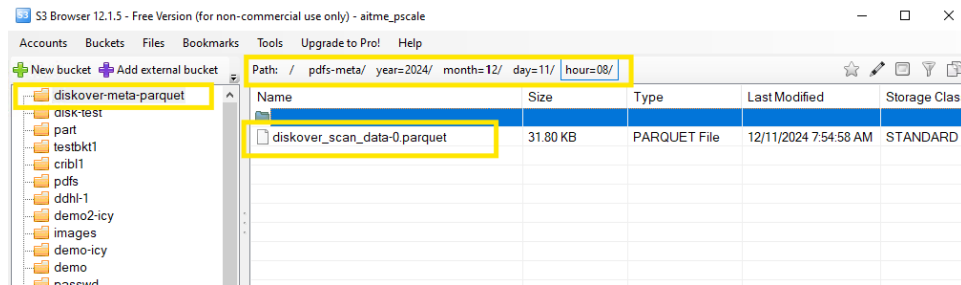 S3 Browser 12.1.5 - Free Version (for non-commercial use only) - aitme_pscale
Accounts Buckets Files Bookmarks Tools Upgrade to Pro! Help
New bucket Add external bucket Path: / pdfs-meta/ year=2024/ month=12/ day=11/ hour=08/
diskover-meta-parquet Name Size Type Last Modified Storage Clas
disk-test
part diskover_scan_data-0.parquet 31.80 KB PARQUET File 12/11/2024 7:54:58 AM STANDARD
testbkt1
cribl1
pdfs
ddhl-1
demo2-icy
images
demo-icy
demo
passwd